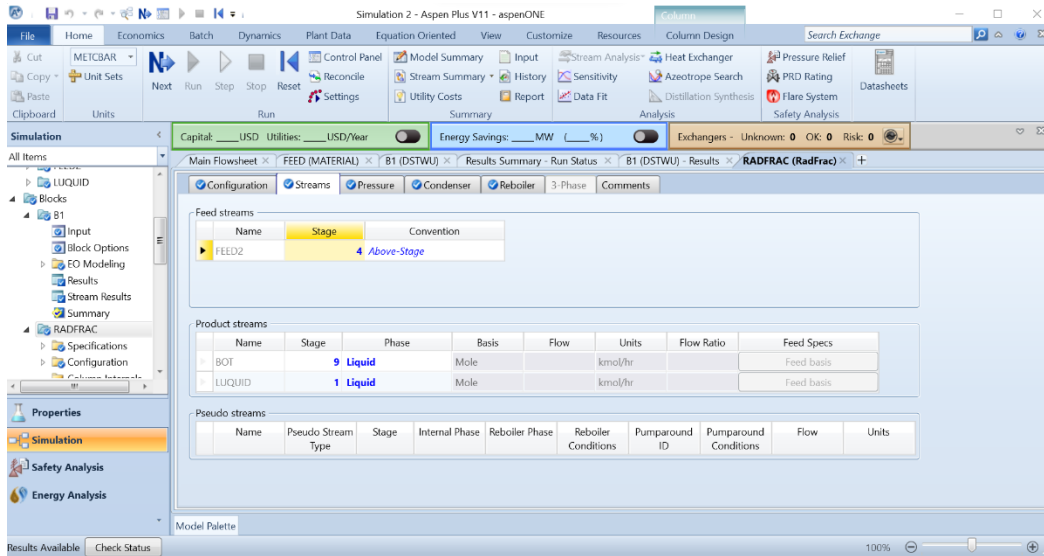 Simulation 2 - Aspen Plus V11 - aspenONE
Column
File Home Economics Batch Dynamics Plant Data Equation Oriented View Customize Resources Column Design Search Exchange
Cut METCBAR Control Panel Model Summary Input Stream Analysis Heat Exchanger Pressure Relief
Copy Unit Sets Reconcile Stream Summary History Sensitivity Azeotrope Search PRD Rating
Paste Next Run Step Stop Reset Settings Utility Costs Report Data Fit Distillation Synthesis Flare System Datasheets
Clipboard Units Run Summary Analysis Safety Analysis
Simulation Capital: ____USD Utilities: ____USD/Year Energy Savings: ____MW (____%) Exchangers - Unknown: 0 OK: 0 Risk: 0
All Items Main Flowsheet FEED (MATERIAL) B1 (DSTWU) Results Summary - Run Status B1 (DSTWU) - Results RADFRAC (RadFrac)
LUQUID
Configuration Streams Pressure Condenser Reboiler 3-Phase Comments
Blocks
B1
Input
Block Options
EO Modeling
Results
Stream Results
Summary
RADFRAC
Specifications
Configuration
Feed streams
Name Stage Convention
FEED2 4 Above-Stage
Product streams
Name Stage Phase Basis Flow Units Flow Ratio Feed Specs
BOT 9 Liquid Mole kmol/hr Feed basis
LUQUID 1 Liquid Mole kmol/hr Feed basis
Pseudo streams
Name Pseudo Stream Type Stage Internal Phase Reboiler Phase Reboiler Conditions Pumparound ID Pumparound Conditions Flow Units
Properties
Simulation
Safety Analysis
Energy Analysis
Model Palette
Results Available Check Status 100%